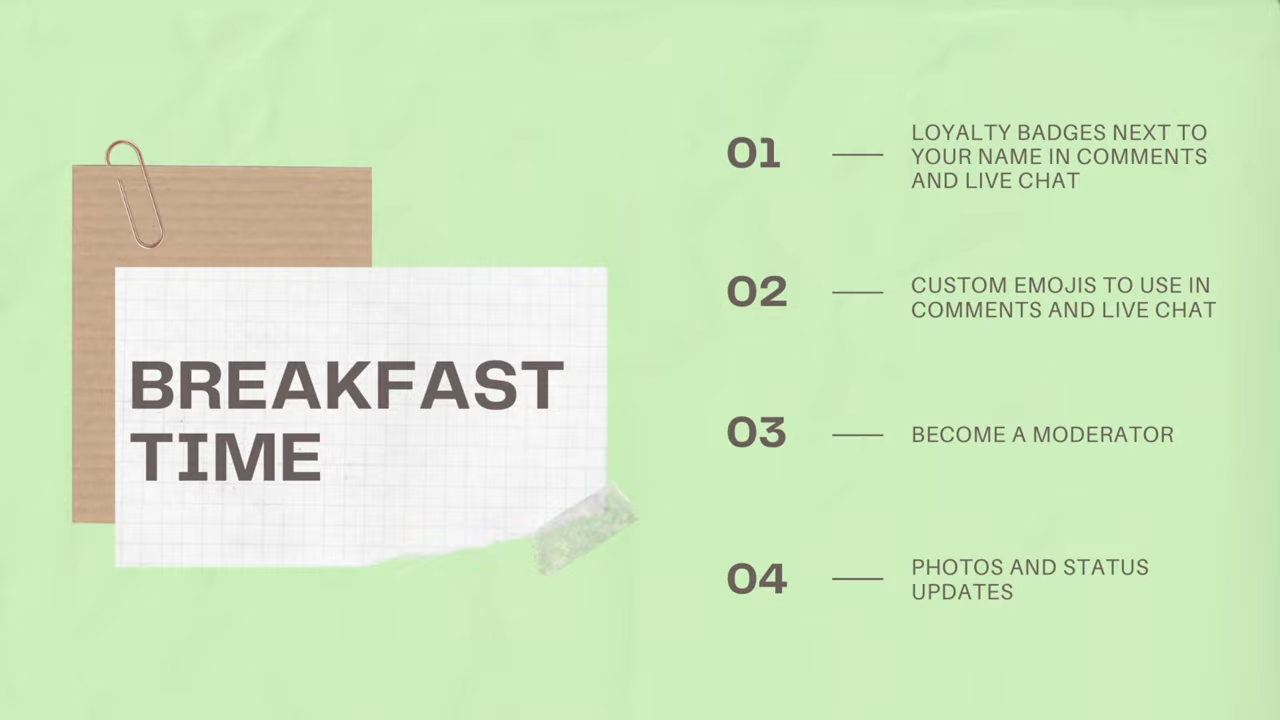 BREAKFAST
TIME
01
LOYALTY BADGES NEXT TO
YOUR NAME IN COMMENTS
AND LIVE CHAT
02
CUSTOM EMOJIS TO USE IN
COMMENTS AND LIVE CHAT
03
BECOME A MODERATOR
04
PHOTOS AND STATUS
UPDATES